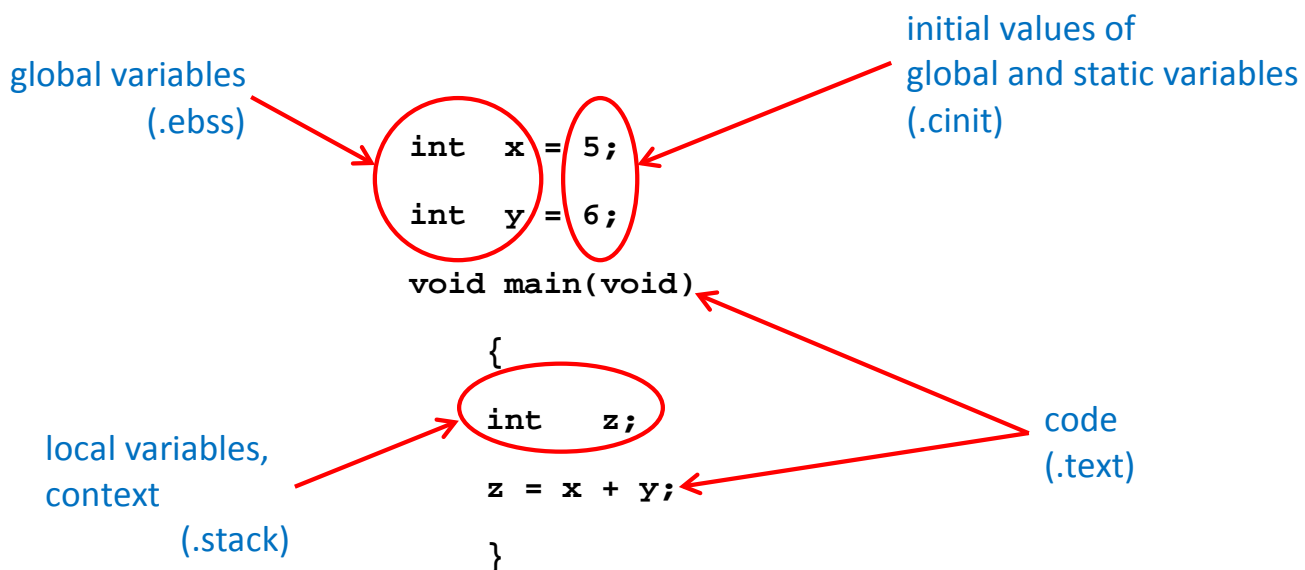 initial values of
global and static variables
(.cinit)
global variables
(.ebss)
int x = 5;
int y = 6;
void main(void)
{
int z;
z = x + y;
}
local variables,
context
(.stack)
code
(.text)